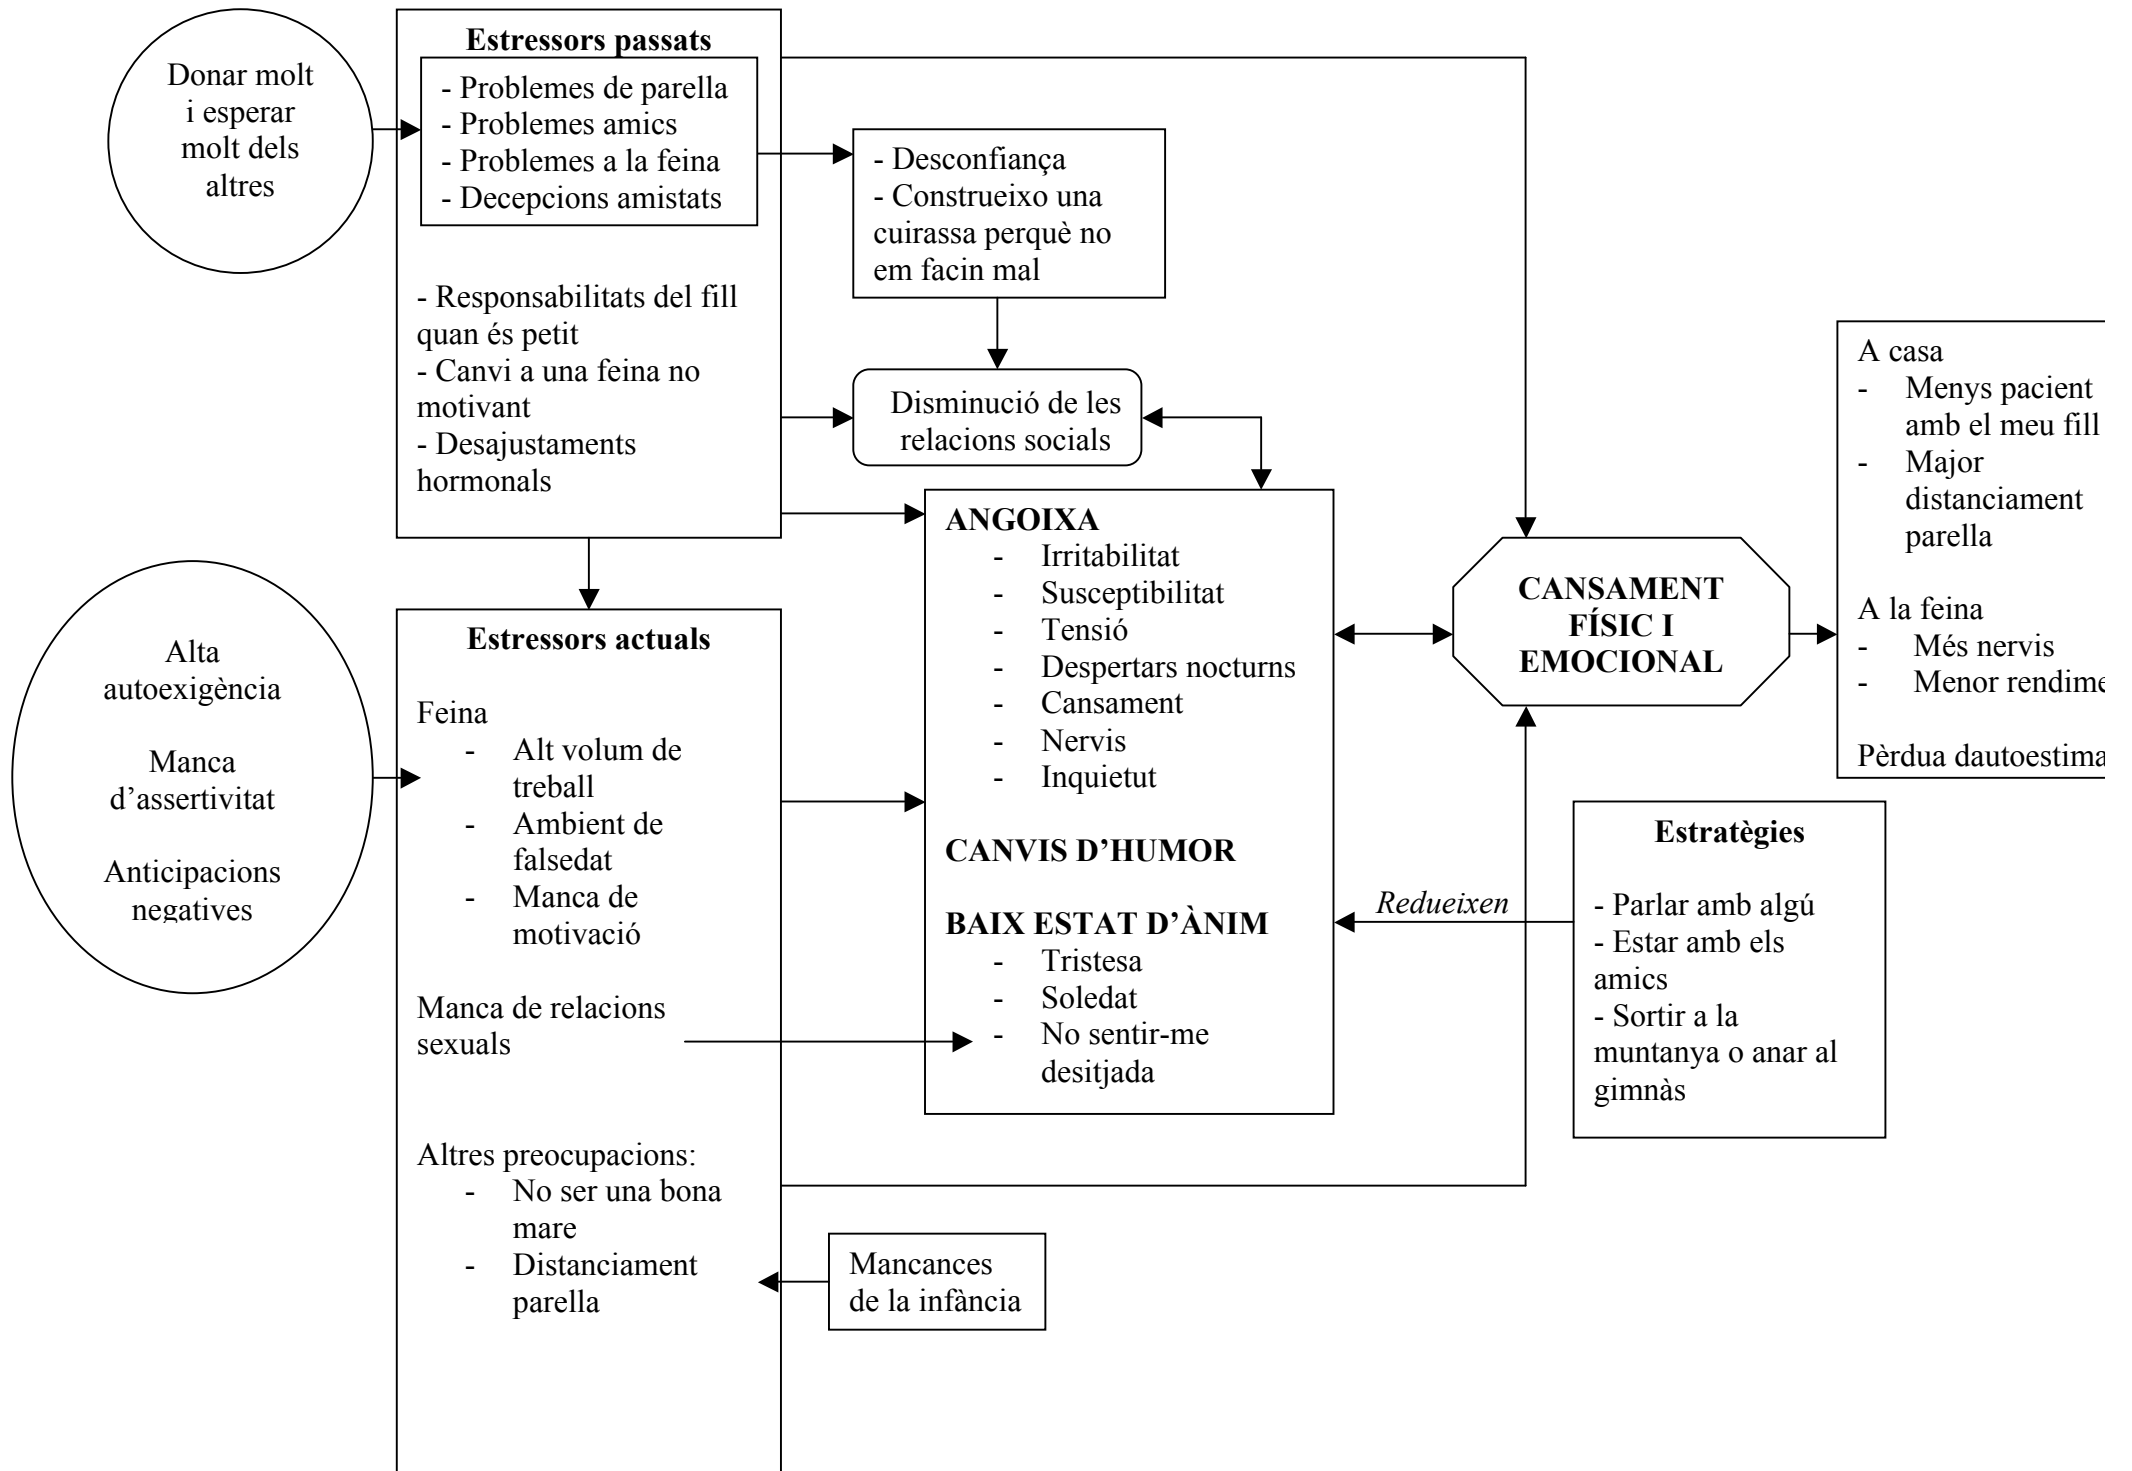 Donar molt
i esperar
molt dels
altres
Estressors passats
- Problemes de parella
- Problemes amics
- Problemes a la feina
- Decepcions amistats
- Responsabilitats del fill
quan és petit
- Canvi a una feina no
motivant
- Desajustaments
hormonals
- Desconfiança
- Construeixo una
cuirassa perquè no
em facin mal
Disminució de les
relacions socials
Alta
autoexigència
Manca
d’assertivitat
Anticipacions
negatives
Estressors actuals
Feina
- Alt volum de
treball
- Ambient de
falsedat
- Manca de
motivació
Manca de relacions
sexuals
Altres preocupacions:
- No ser una bona
mare
- Distanciament
parella
Mancances
de la infància
ANGOIXA
- Irritabilitat
- Susceptibilitat
- Tensió
- Despertars nocturns
- Cansament
- Nervis
- Inquietut
CANVIS D’HUMOR
BAIX ESTAT D’ÀNIM
- Tristesa
- Soledat
- No sentir-me
desitjada
CANSAMENT
FÍSIC I
EMOCIONAL
A casa
- Menys pacient
amb el meu fill
- Major
distanciament
parella
A la feina
- Més nervis
- Menor rendime
Pèrdua dautoestima
Redueixen
Estratègies
- Parlar amb algú
- Estar amb els
amics
- Sortir a la
muntanya o anar al
gimnàs